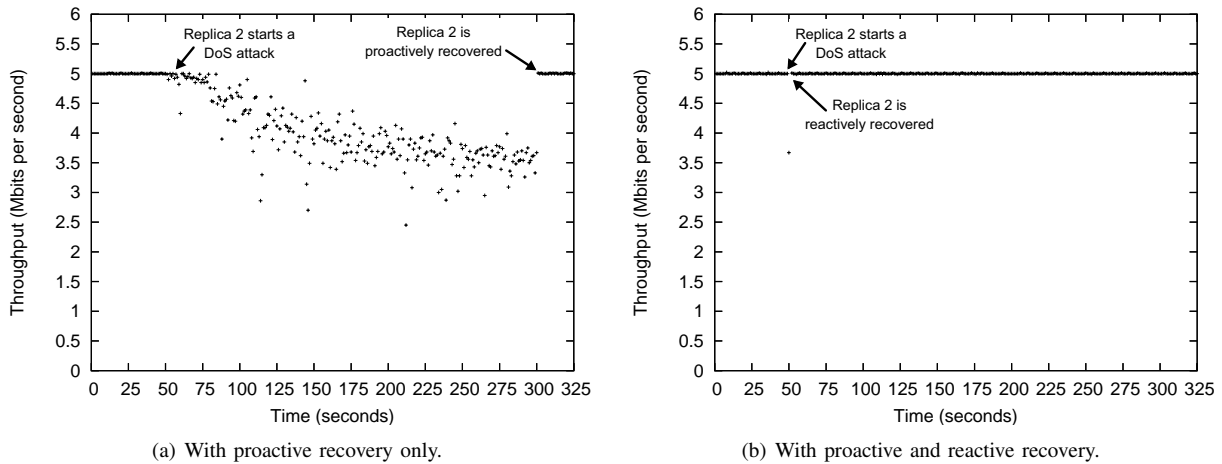 6
5.5
5
4.5
4
3.5
3
2.5
2
1.5
1
0.5
0
Throughput (Mbits per second)
Replica 2 starts a
DoS attack
Replica 2 is
proactively recovered
0 25 50 75 100 125 150 175 200 225 250 275 300 325
Time (seconds)
(a) With proactive recovery only.
6
5.5
5
4.5
4
3.5
3
2.5
2
1.5
1
0.5
0
Throughput (Mbits per second)
Replica 2 starts a
DoS attack
Replica 2 is
reactively recovered
0 25 50 75 100 125 150 175 200 225 250 275 300 325
Time (seconds)
(b) With proactive and reactive recovery.